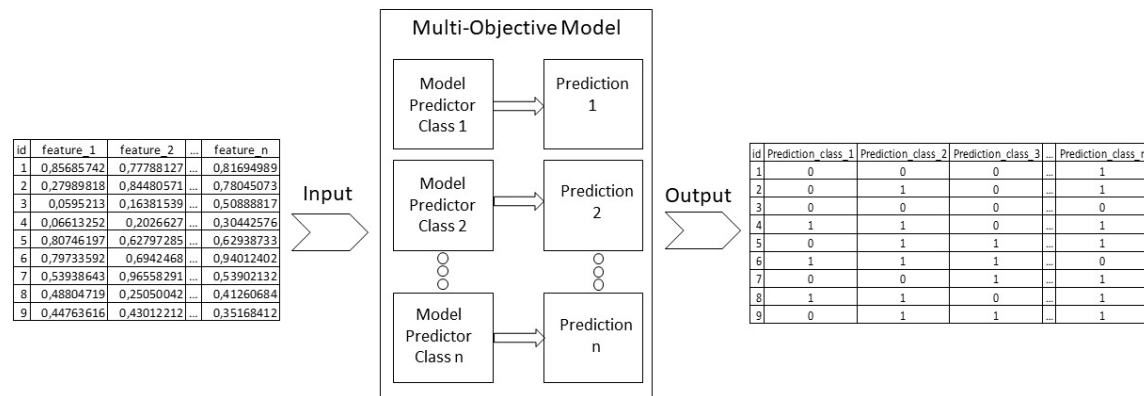 Multi-Objective Model
Model
Predictor
Class 1
Prediction
1
Model
Predictor
Class 2
Prediction
2
Model
Predictor
Class n
Prediction
n
Input
Output
id feature_1 feature_2 ... feature_n
1 0,85685742 0,77788127 ... 0,81694989
2 0,27989818 0,84480571 ... 0,78045073
3 0,0595213 0,16381539 ... 0,50888817
4 0,06613252 0,2026627 ... 0,30442576
5 0,80746197 0,62797285 ... 0,62938733
6 0,79733592 0,6942468 ... 0,94012402
7 0,53938643 0,96558291 ... 0,53902132
8 0,48804719 0,25050042 ... 0,41260684
9 0,44763616 0,43012212 ... 0,35168412
id Prediction_class_1 Prediction_class_2 Prediction_class_3 ... Prediction_class_n
1 0 0 0 ... 1
2 0 1 0 ... 1
3 0 0 0 ... 0
4 1 1 0 ... 1
5 0 1 1 ... 1
6 1 1 1 ... 0
7 0 0 1 ... 1
8 1 1 0 ... 1
9 0 1 1 ... 1